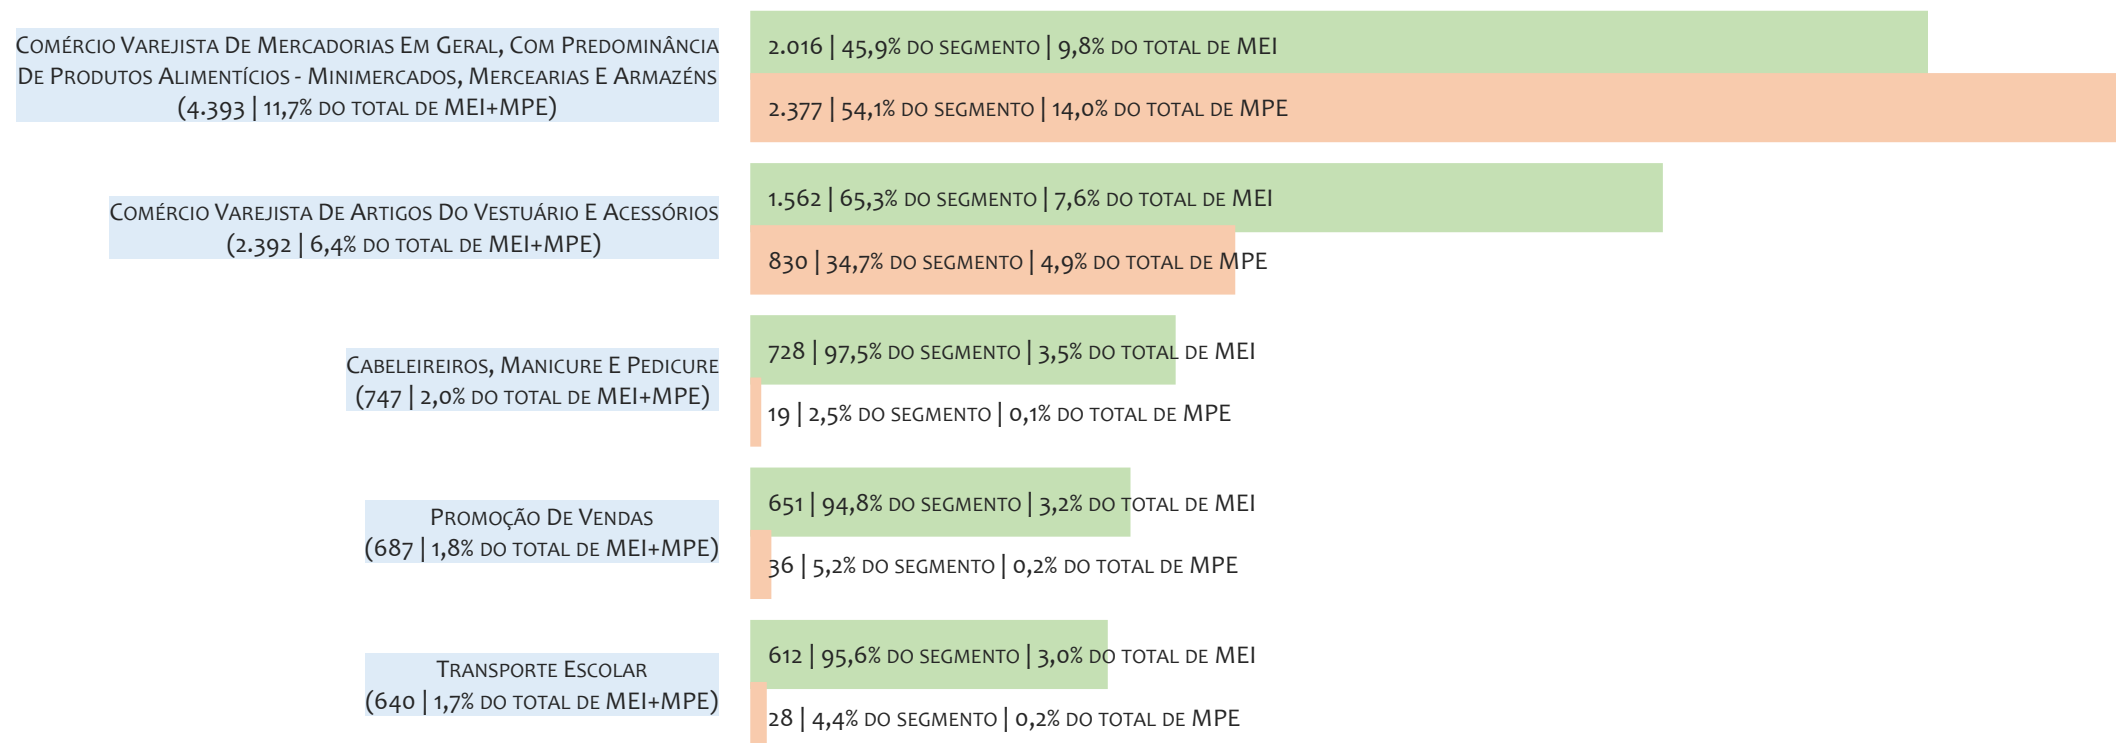 Comércio Varejista De Mercadorias Em Geral, Com Predominância
De Produtos Alimentícios - Minimercados, Mercearias E Armazéns
(4.393 | 11,7% do total de MEI+MPE)
2.016 | 45,9% do segmento | 9,8% do total de MEI
2.377 | 54,1% do segmento | 14,0% do total de MPE
Comércio Varejista De Artigos Do Vestuário E Acessórios
(2.392 | 6,4% do total de MEI+MPE)
1.562 | 65,3% do segmento | 7,6% do total de MEI
830 | 34,7% do segmento | 4,9% do total de MPE
Cabeleireiros, Manicure E Pedicure
(747 | 2,0% do total de MEI+MPE)
728 | 97,5% do segmento | 3,5% do total de MEI
19 | 2,5% do segmento | 0,1% do total de MPE
Promoção De Vendas
(687 | 1,8% do total de MEI+MPE)
651 | 94,8% do segmento | 3,2% do total de MEI
36 | 5,2% do segmento | 0,2% do total de MPE
Transporte Escolar
(640 | 1,7% do total de MEI+MPE)
612 | 95,6% do segmento | 3,0% do total de MEI
28 | 4,4% do segmento | 0,2% do total de MPE